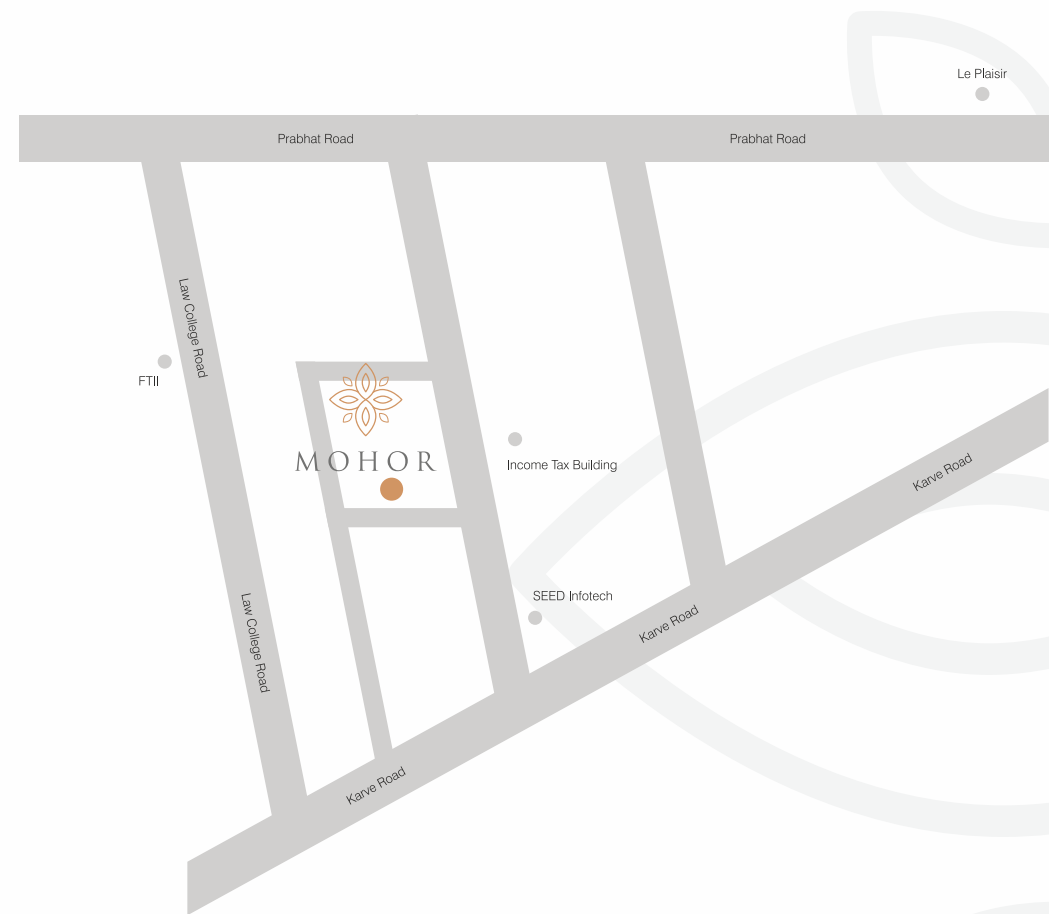 Le Plaisir
Prabhat Road
Prabhat Road
Law College Road
FTII
MOHOR
Income Tax Building
Karve Road
SEED Infotech
Karve Road
Law College Road
Karve Road